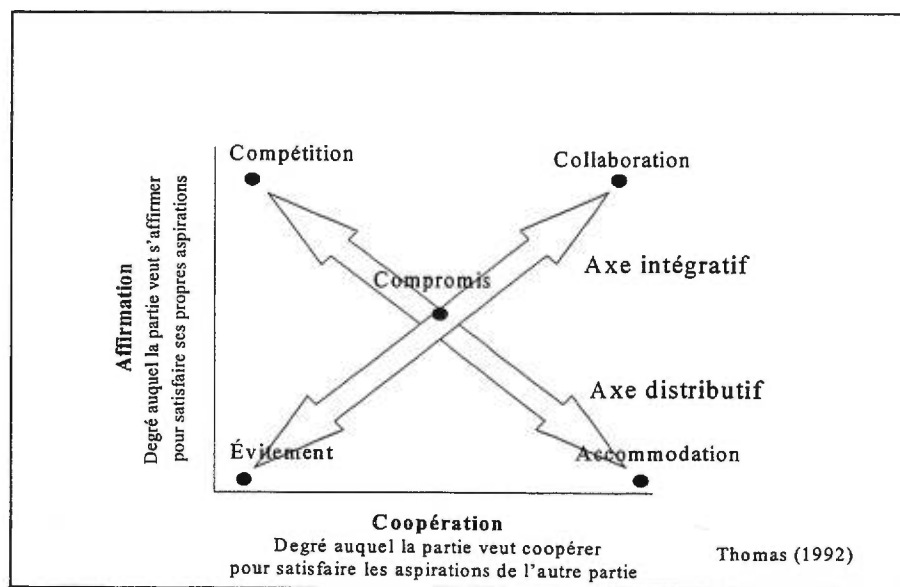 Compétition
Collaboration
Affirmation
Degré auquel la partie veut s'affirmer
pour satisfaire ses propres aspirations
Axe intégratif
Compromis
Axe distributif
Évitement
Accommodation
Coopération
Degré auquel la partie veut coopérer
pour satisfaire les aspirations de l'autre partie
Thomas (1992)